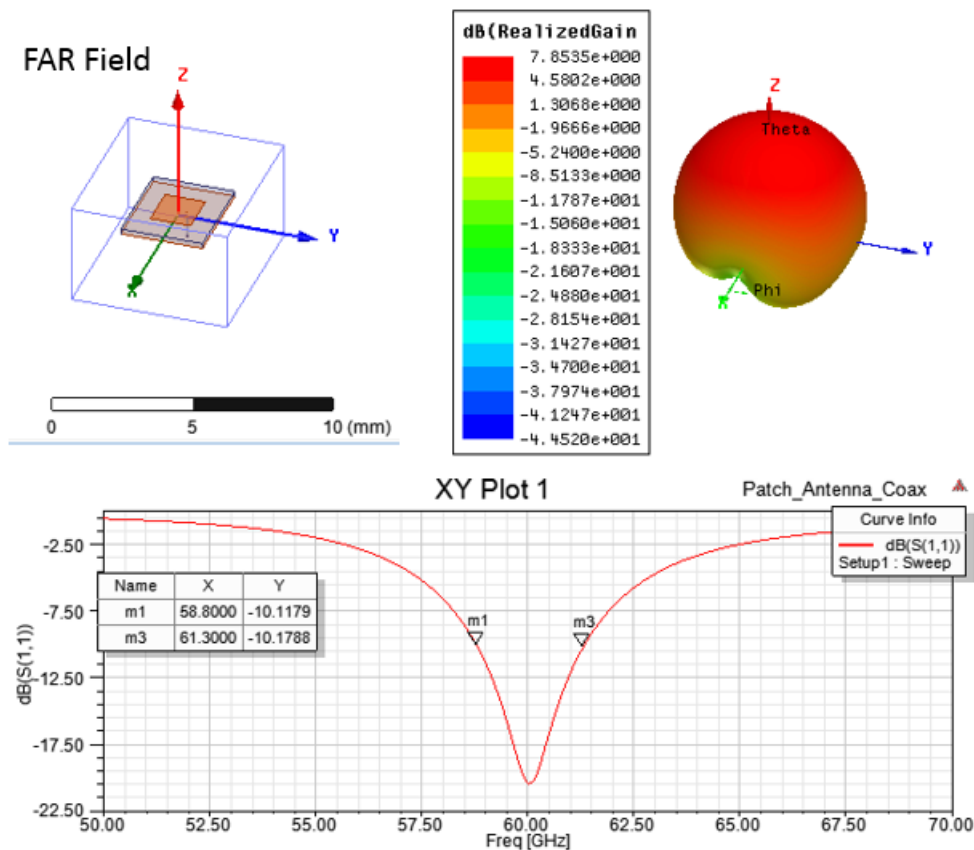 FAR Field
Z
Y
X
0 5 10 (mm)
dB(RealizedGain
7.8535e+000
4.5802e+000
1.3068e+000
-1.9666e+000
-5.2400e+000
-8.5133e+000
-1.1787e+001
-1.5060e+001
-1.8333e+001
-2.1607e+001
-2.4880e+001
-2.8154e+001
-3.1427e+001
-3.4700e+001
-3.7974e+001
-4.1247e+001
-4.4520e+001
Z
Theta
Y
X
Phi
XY Plot 1
Patch_Antenna_Coax
Curve Info
dB(S(1,1))
Setup1 : Sweep
Name X Y
m1 58.8000 -10.1179
m3 61.3000 -10.1788
m1
m3
dB(S(1,1))
-2.50
-7.50
-12.50
-17.50
-22.50
50.00 52.50 55.00 57.50 60.00 62.50 65.00 67.50 70.00
Freq [GHz]